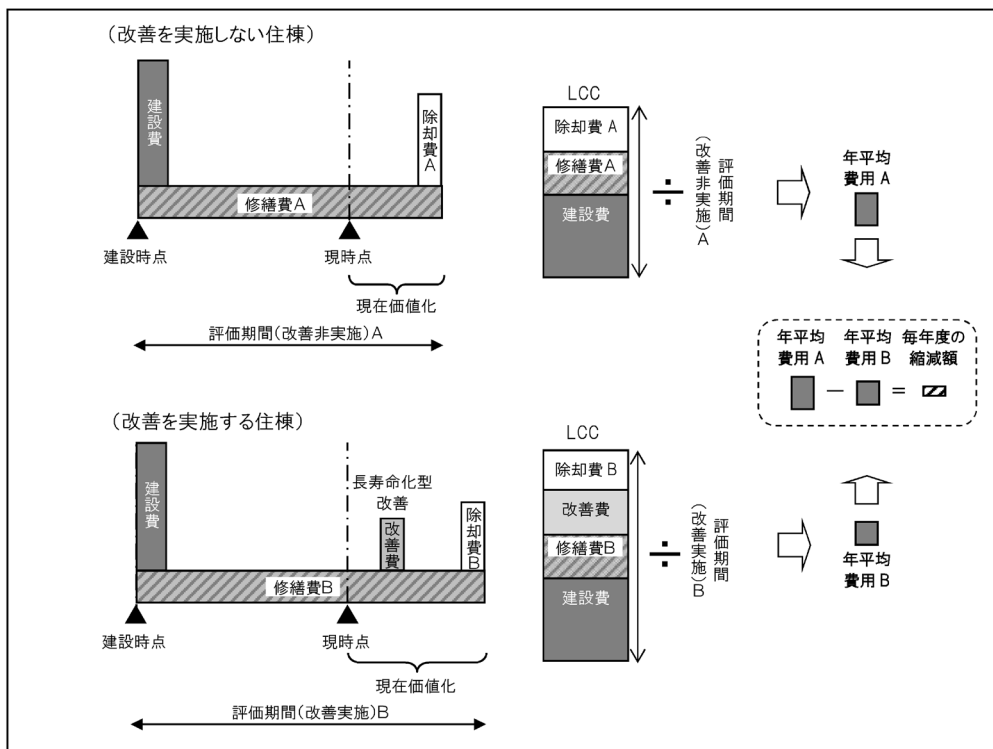 (改善を実施しない住棟)
建設費
除却費A
修繕費A
建設時点
現時点
現在価値化
評価期間(改善非実施)A
LCC
除却費A
修繕費A
建設費
÷
評価期間
(改善非実施)A
年平均
費用A
年平均
費用A
年平均
費用B
毎年度の
縮減額
－
=
(改善を実施する住棟)
建設費
長寿命化型
改善
改善費
除却費B
修繕費B
建設時点
現時点
現在価値化
評価期間(改善実施)B
LCC
除却費B
改善費
修繕費B
建設費
÷
評価期間
(改善実施)B
年平均
費用B